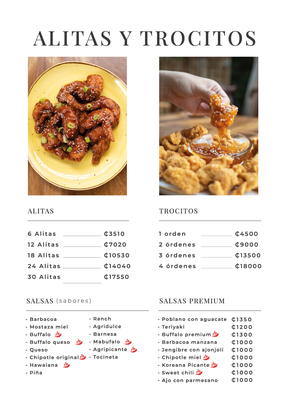 ALITAS Y TROCITOS
ALITAS
6 Alitas ₡3510
12 Alitas ₡7020
18 Alitas ₡10530
24 Alitas ₡14040
30 Alitas ₡17550
TROCITOS
1 orden ₡4500
2 órdenes ₡9000
3 órdenes ₡13500
4 órdenes ₡18000
SALSAS (sabores)
· Barbacoa
· Mostaza miel
· Buffalo
· Buffalo queso
· Queso
· Chipotle original
· Hawaiana
· Piña
· Ranch
· Agridulce
· Barnesa
· Mabufalo
· Agripicante
· Tocineta
SALSAS PREMIUM
· Poblano con aguacate ₡1350
· Teriyaki ₡1200
· Buffalo premium ₡1300
· Barbacoa manzana ₡1000
· Jengibre con ajonjolí ₡1000
· Chipotle miel ₡1000
· Koreana Picante ₡1000
· Sweet chili ₡1000
· Ajo con parmesano ₡1000